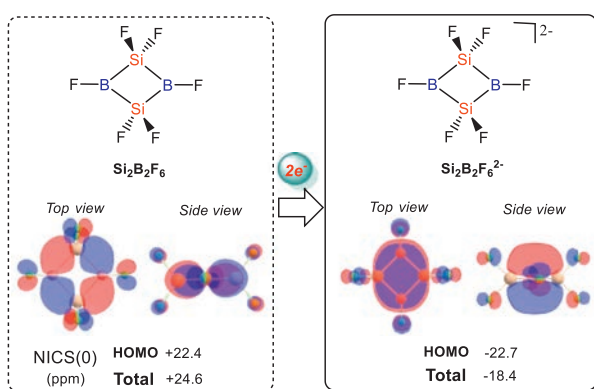 F F
Si
F B B F
Si
F F
Si₂B₂F₆
Top view Side view
NICS(0) HOMO +22.4
(ppm) Total +24.6
2e⁻
F F 2-
Si
F B B F
Si
F F
Si₂B₂F₆²⁻
Top view Side view
HOMO -22.7
Total -18.4